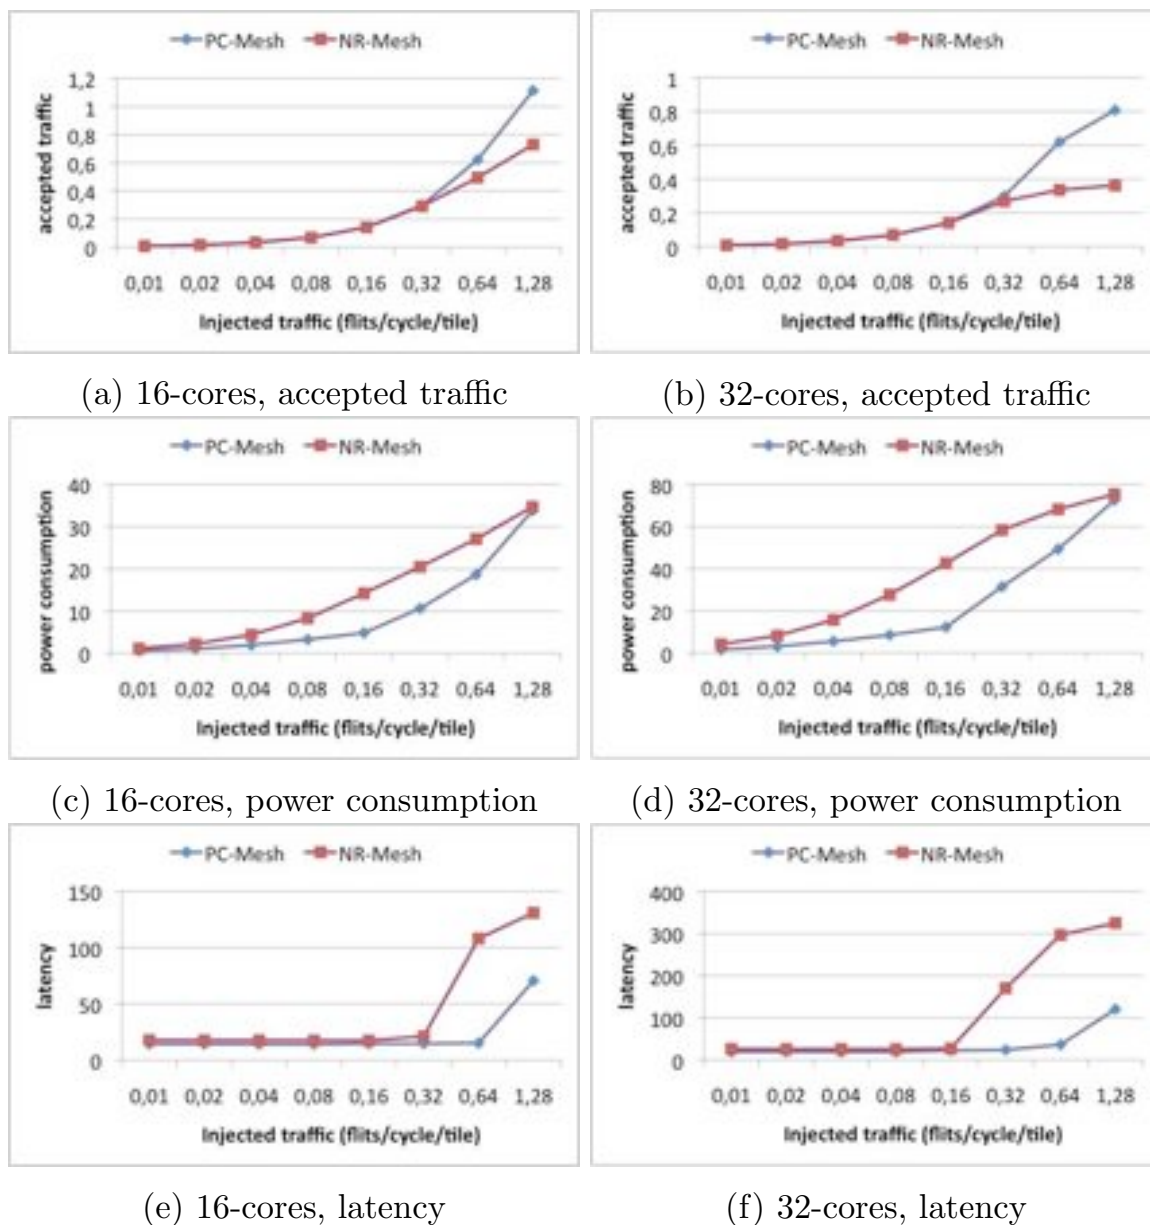 PC-Mesh NR-Mesh
accepted traffic
1,2
1
0,8
0,6
0,4
0,2
0
0,01 0,02 0,04 0,08 0,16 0,32 0,64 1,28
Injected traffic (flits/cycle/tile)
(a) 16-cores, accepted traffic
PC-Mesh NR-Mesh
accepted traffic
1
0,8
0,6
0,4
0,2
0
0,01 0,02 0,04 0,08 0,16 0,32 0,64 1,28
Injected traffic (flits/cycle/tile)
(b) 32-cores, accepted traffic
PC-Mesh NR-Mesh
power consumption
40
30
20
10
0
0,01 0,02 0,04 0,08 0,16 0,32 0,64 1,28
Injected traffic (flits/cycle/tile)
(c) 16-cores, power consumption
PC-Mesh NR-Mesh
power consumption
80
60
40
20
0
0,01 0,02 0,04 0,08 0,16 0,32 0,64 1,28
Injected traffic (flits/cycle/tile)
(d) 32-cores, power consumption
PC-Mesh NR-Mesh
latency
150
100
50
0
0,01 0,02 0,04 0,08 0,16 0,32 0,64 1,28
Injected traffic (flits/cycle/tile)
(e) 16-cores, latency
PC-Mesh NR-Mesh
latency
400
300
200
100
0
0,01 0,02 0,04 0,08 0,16 0,32 0,64 1,28
Injected traffic (flits/cycle/tile)
(f) 32-cores, latency